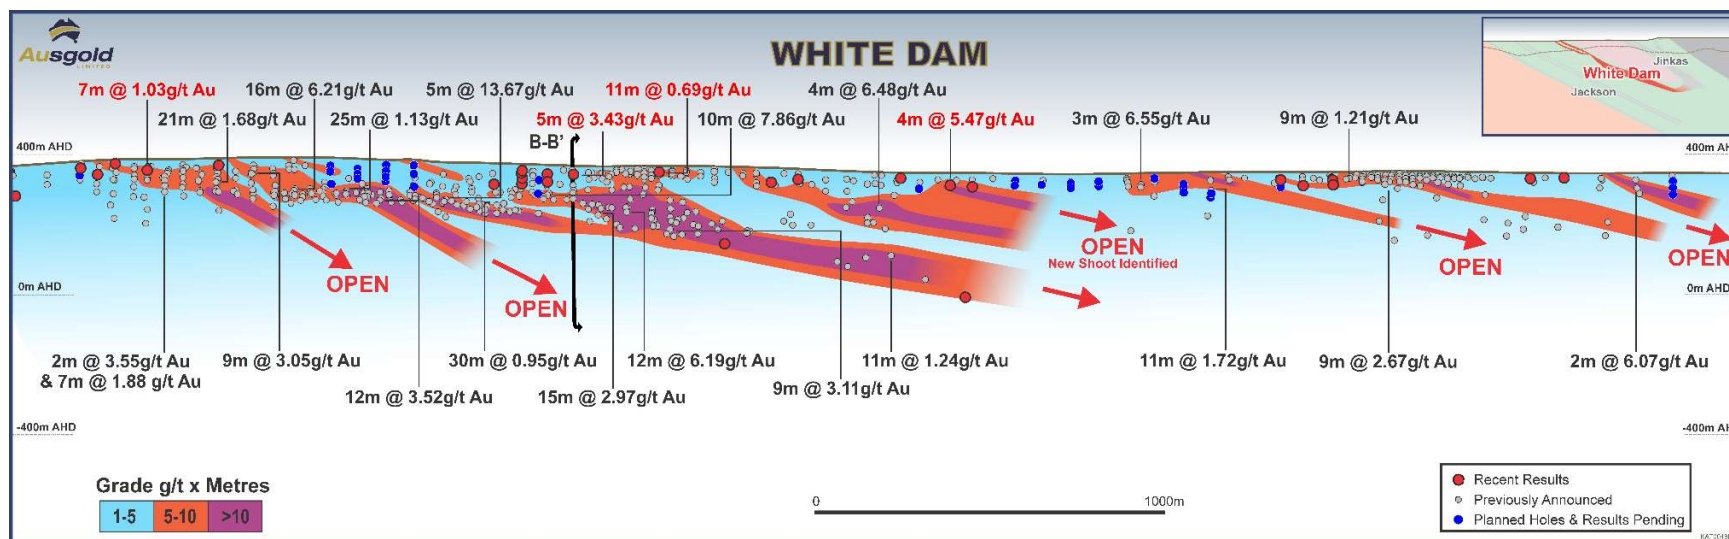 Ausgold
LIMITED
WHITE DAM
Jinkas
White Dam
Jackson
7m @ 1.03g/t Au
16m @ 6.21g/t Au
5m @ 13.67g/t Au
11m @ 0.69g/t Au
4m @ 6.48g/t Au
21m @ 1.68g/t Au
25m @ 1.13g/t Au
5m @ 3.43g/t Au
10m @ 7.86g/t Au
4m @ 5.47g/t Au
3m @ 6.55g/t Au
9m @ 1.21g/t Au
B-B'
400m AHD
400m AH
OPEN
OPEN
OPEN
New Shoot Identified
OPEN
OPEN
0m AHD
0m AHD
2m @ 3.55g/t Au
& 7m @ 1.88 g/t Au
9m @ 3.05g/t Au
30m @ 0.95g/t Au
12m @ 6.19g/t Au
11m @ 1.24g/t Au
11m @ 1.72g/t Au
9m @ 2.67g/t Au
2m @ 6.07g/t Au
12m @ 3.52g/t Au
15m @ 2.97g/t Au
9m @ 3.11g/t Au
-400m AHD
-400m AH
Grade g/t x Metres
1-5
5-10
>10
0
1000m
Recent Results
Previously Announced
Planned Holes & Results Pending